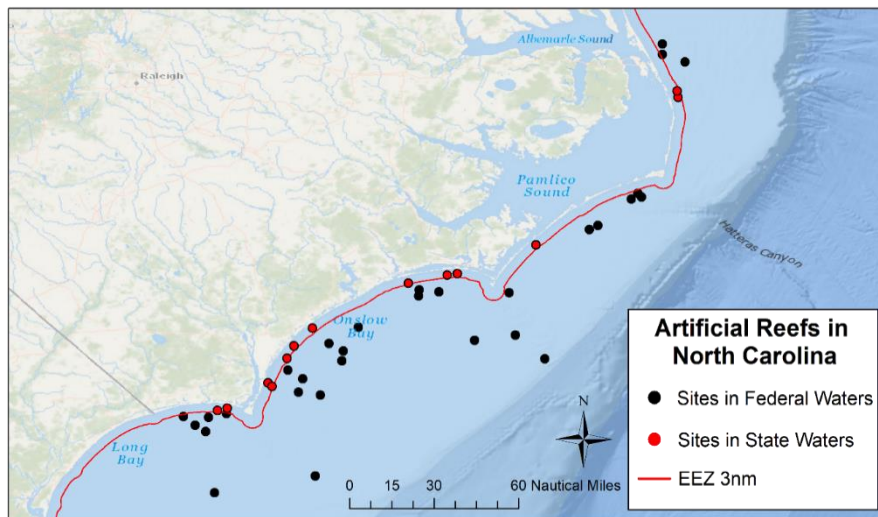 Albemarle Sound
Raleigh
Pamlico
Sound
Hatteras Canyon
Onslow
Bay
Long
Bay
N
0 15 30 60 Nautical Miles
Artificial Reefs in
North Carolina
Sites in Federal Waters
Sites in State Waters
EEZ 3nm